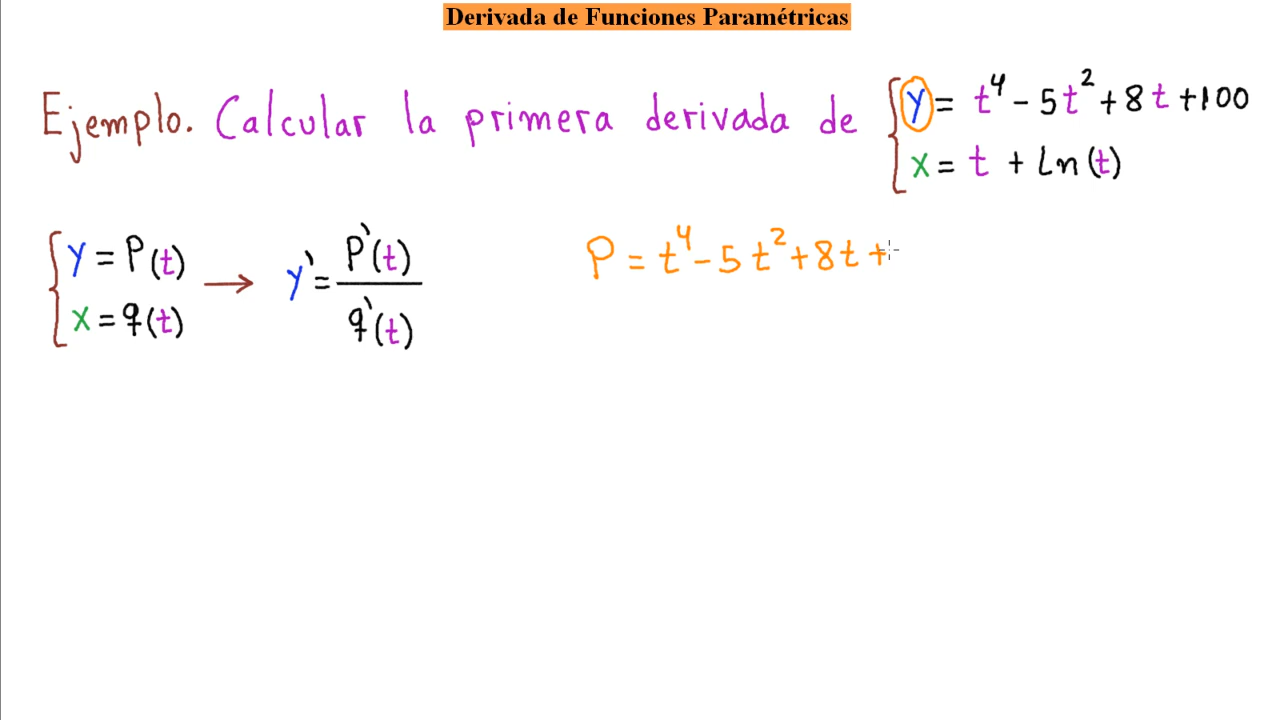 Derivada de Funciones Paramétricas
Ejemplo. Calcular la primera derivada de { y = t⁴ - 5t² + 8t + 100
x = t + Ln(t)
{ y = P(t) → y' = P'(t) / q'(t)
x = q(t)
P = t⁴ - 5t² + 8t +